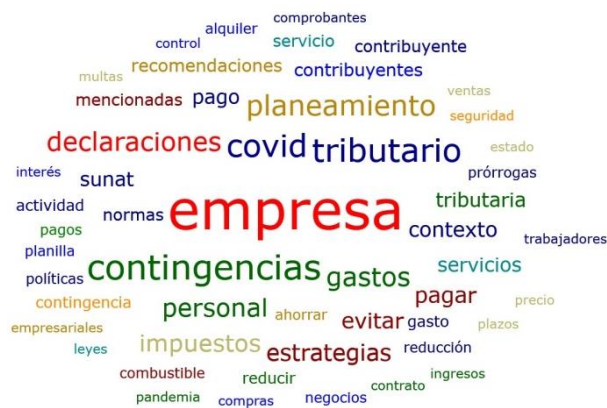 comprobantes
alquiler
control servicio contribuyente
recomendaciones contribuyentes
multas
mencionadas pago planeamiento ventas
seguridad
declaraciones covid tributario estado
interés prórrogas
sunat tributaria
actividad normas empresa contexto
pagos trabajadores
planilla
políticas contingencias gastos servicios
contingencia personal ahorrar pagar precio
empresariales evitar gasto plazos
leyes impuestos estrategias reducción
combustible reducir ingresos
pandemia contrato
compras negocios